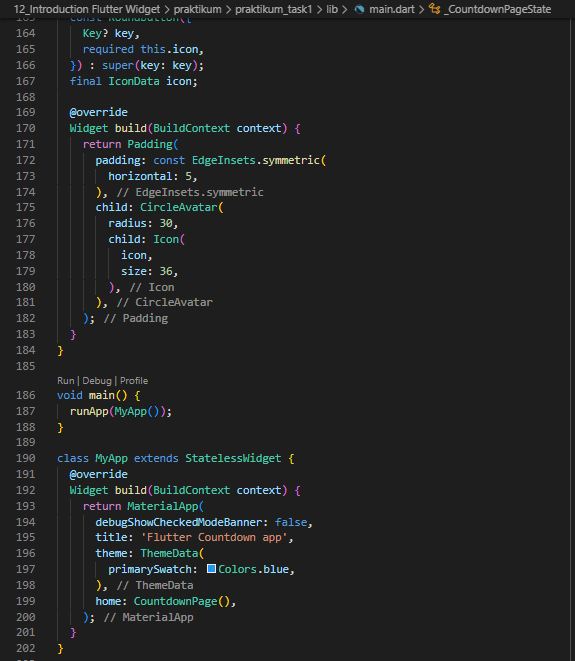 12_Introduction Flutter Widget > praktikum > praktikum_task1 > lib > main.dart > _CountdownPageState
163 const RoundButton({
164 Key? key,
165 required this.icon,
166 }) : super(key: key);
167 final IconData icon;
168
169 @override
170 Widget build(BuildContext context) {
171 return Padding(
172 padding: const EdgeInsets.symmetric(
173 horizontal: 5,
174 ), // EdgeInsets.symmetric
175 child: CircleAvatar(
176 radius: 30,
177 child: Icon(
178 icon,
179 size: 36,
180 ), // Icon
181 ), // CircleAvatar
182 ); // Padding
183 }
184 }
185
Run | Debug | Profile
186 void main() {
187 runApp(MyApp());
188 }
189
190 class MyApp extends StatelessWidget {
191 @override
192 Widget build(BuildContext context) {
193 return MaterialApp(
194 debugShowCheckedModeBanner: false,
195 title: 'Flutter Countdown app',
196 theme: ThemeData(
197 primarySwatch: Colors.blue,
198 ), // ThemeData
199 home: CountdownPage(),
200 ); // MaterialApp
201 }
202 }